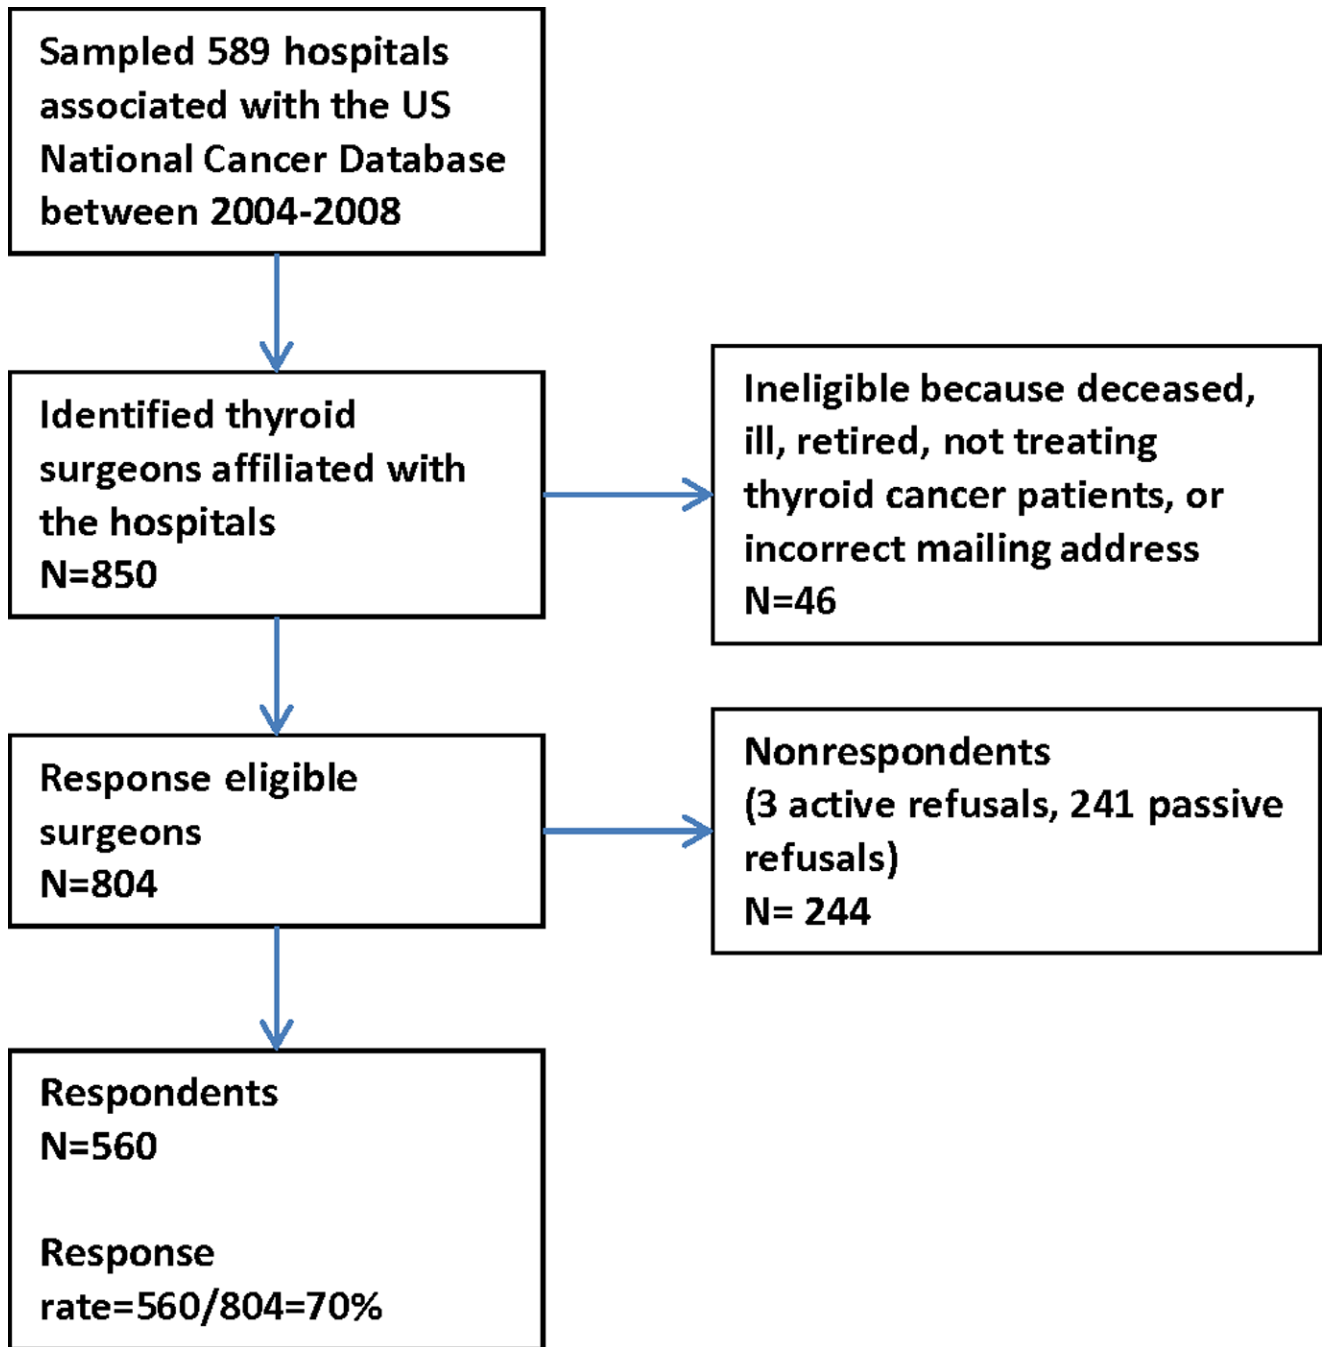 Sampled 589 hospitals
associated with the US
National Cancer Database
between 2004-2008
Identified thyroid
surgeons affiliated with
the hospitals
N=850
Ineligible because deceased,
ill, retired, not treating
thyroid cancer patients, or
incorrect mailing address
N=46
Response eligible
surgeons
N=804
Nonrespondents
(3 active refusals, 241 passive
refusals)
N= 244
Respondents
N=560
Response
rate=560/804=70%